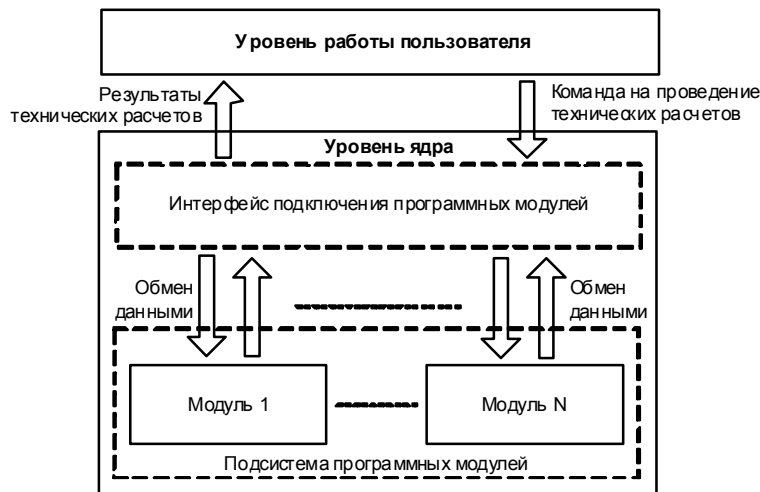 Уровень работы пользователя
Результаты
технических расчетов
Команда на проведение
технических расчетов
Уровень ядра
Интерфейс подключения программных модулей
Обмен
данными
Обмен
данными
Модуль 1
Модуль N
Подсистема программных модулей